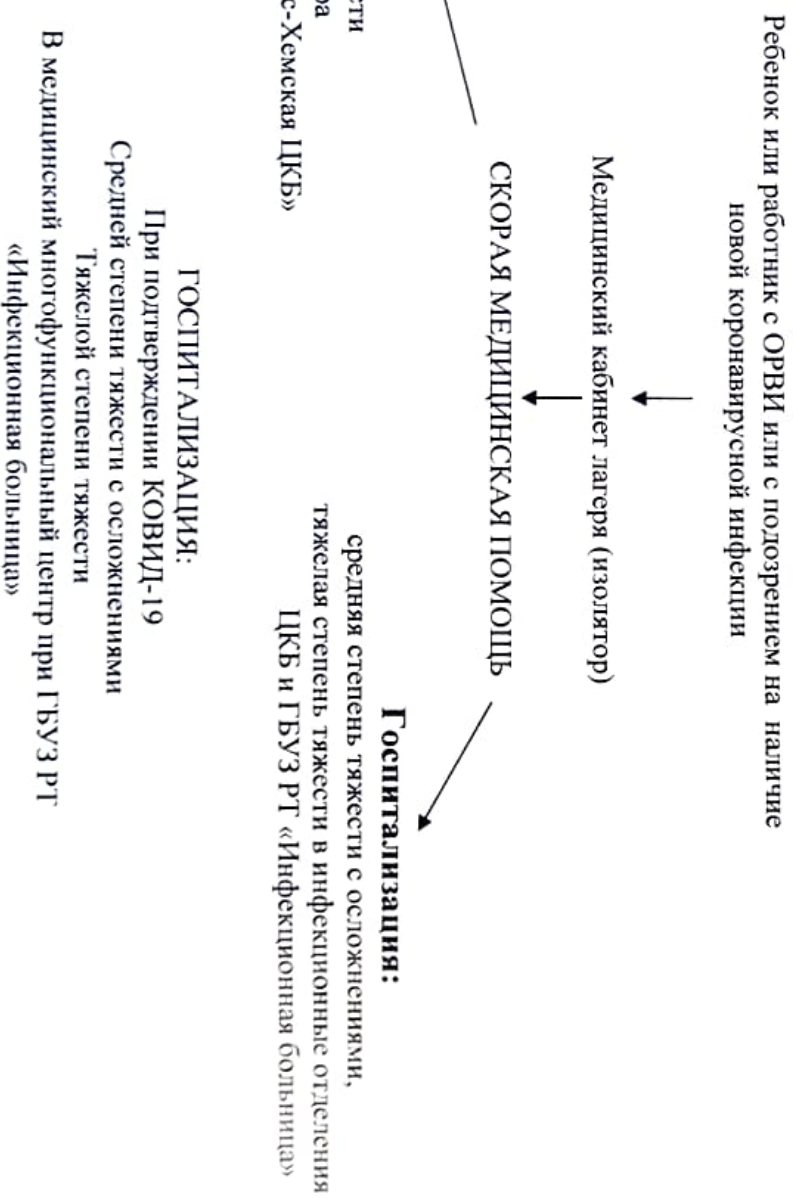 Ребенок или работник с ОРВИ или с подозрением на наличие
новой коронавирусной инфекции
Медицинский кабинет лагеря (изолятор)
СКОРАЯ МЕДИЦИНСКАЯ ПОМОЩЬ
Госпитализация:
средняя степень тяжести с осложнениями,
тяжелая степень тяжести в инфекционные отделения
ЦКБ и ГБУЗ РТ «Инфекционная больница»
сти
ра
с-Хемская ЦКБ»
ГОСПИТАЛИЗАЦИЯ:
При подтверждении КОВИД-19
Средней степени тяжести с осложнениями
Тяжелой степени тяжести
В медицинский многофункциональный центр при ГБУЗ РТ
«Инфекционная больница»